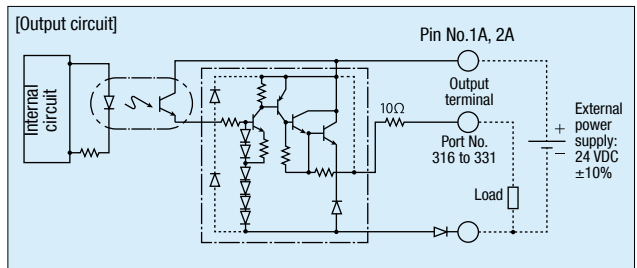 [Output circuit]
Pin No.1A, 2A
Internal
circuit
Output
terminal
10Ω
Port No.
316 to 331
External
power
supply:
24 VDC
±10%
+
−
Load